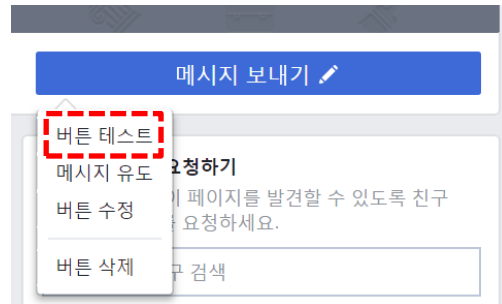 메시지 보내기
버튼 테스트
메시지 유도
버튼 수정
버튼 삭제
요청하기
이 페이지를 발견할 수 있도록 친구
를 요청하세요.
구 검색